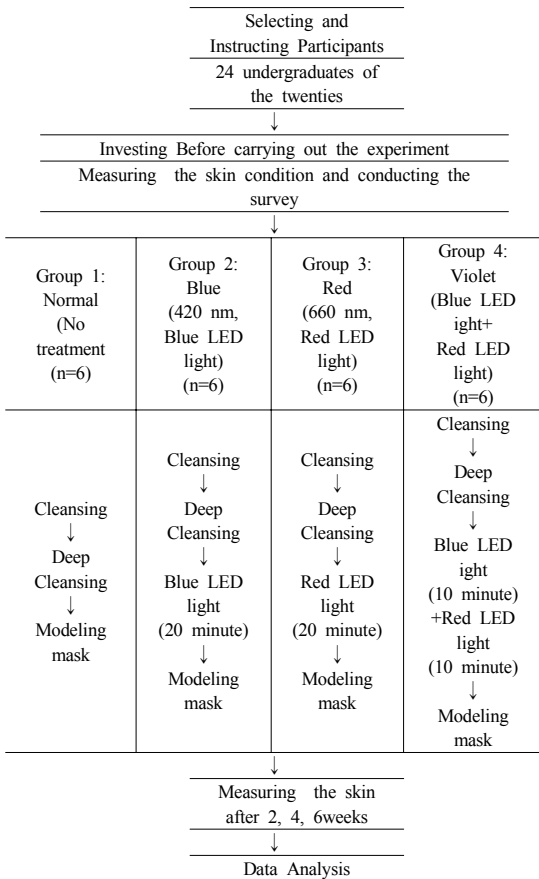 Selecting and
Instructing Participants
24 undergraduates of
the twenties
↓
Investing Before carrying out the experiment
Measuring the skin condition and conducting the
survey
↓
Group 1:
Normal
(No
treatment
(n=6)
Group 2:
Blue
(420 nm,
Blue LED
light)
(n=6)
Group 3:
Red
(660 nm,
Red LED
light)
(n=6)
Group 4:
Violet
(Blue LED
ight+
Red LED
light)
(n=6)
Cleansing
↓
Deep
Cleansing
↓
Modeling
mask
Cleansing
↓
Deep
Cleansing
↓
Blue LED
light
(20 minute)
↓
Modeling
mask
Cleansing
↓
Deep
Cleansing
↓
Red LED
light
(20 minute)
↓
Modeling
mask
Cleansing
↓
Deep
Cleansing
↓
Blue LED
ight
(10 minute)
+Red LED
light
(10 minute)
↓
Modeling
mask
↓
Measuring the skin
after 2, 4, 6weeks
↓
Data Analysis